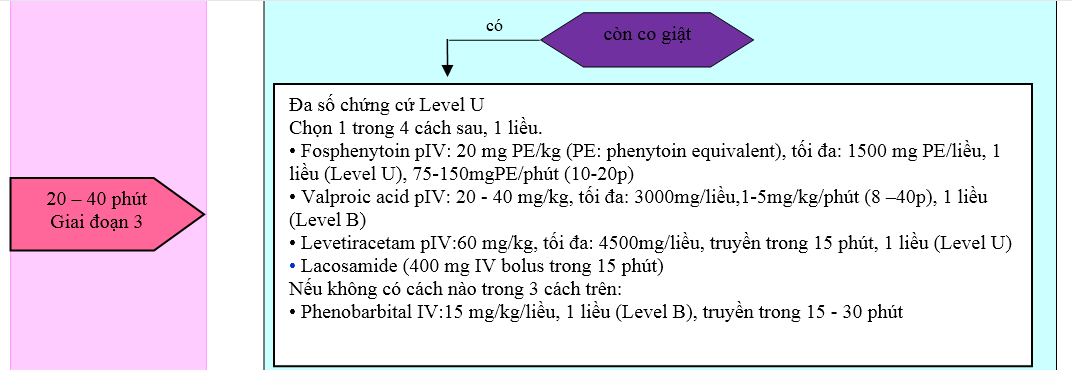 có
còn co giật
20 – 40 phút
Giai đoạn 3
Đa số chứng cứ Level U
Chọn 1 trong 4 cách sau, 1 liều.
• Fosphenytoin pIV: 20 mg PE/kg (PE: phenytoin equivalent), tối đa: 1500 mg PE/liều, 1
liều (Level U), 75-150mgPE/phút (10-20p)
• Valproic acid pIV: 20 - 40 mg/kg, tối đa: 3000mg/liều,1-5mg/kg/phút (8 –40p), 1 liều
(Level B)
• Levetiracetam pIV:60 mg/kg, tối đa: 4500mg/liều, truyền trong 15 phút, 1 liều (Level U)
• Lacosamide (400 mg IV bolus trong 15 phút)
Nếu không có cách nào trong 3 cách trên:
• Phenobarbital IV:15 mg/kg/liều, 1 liều (Level B), truyền trong 15 - 30 phút